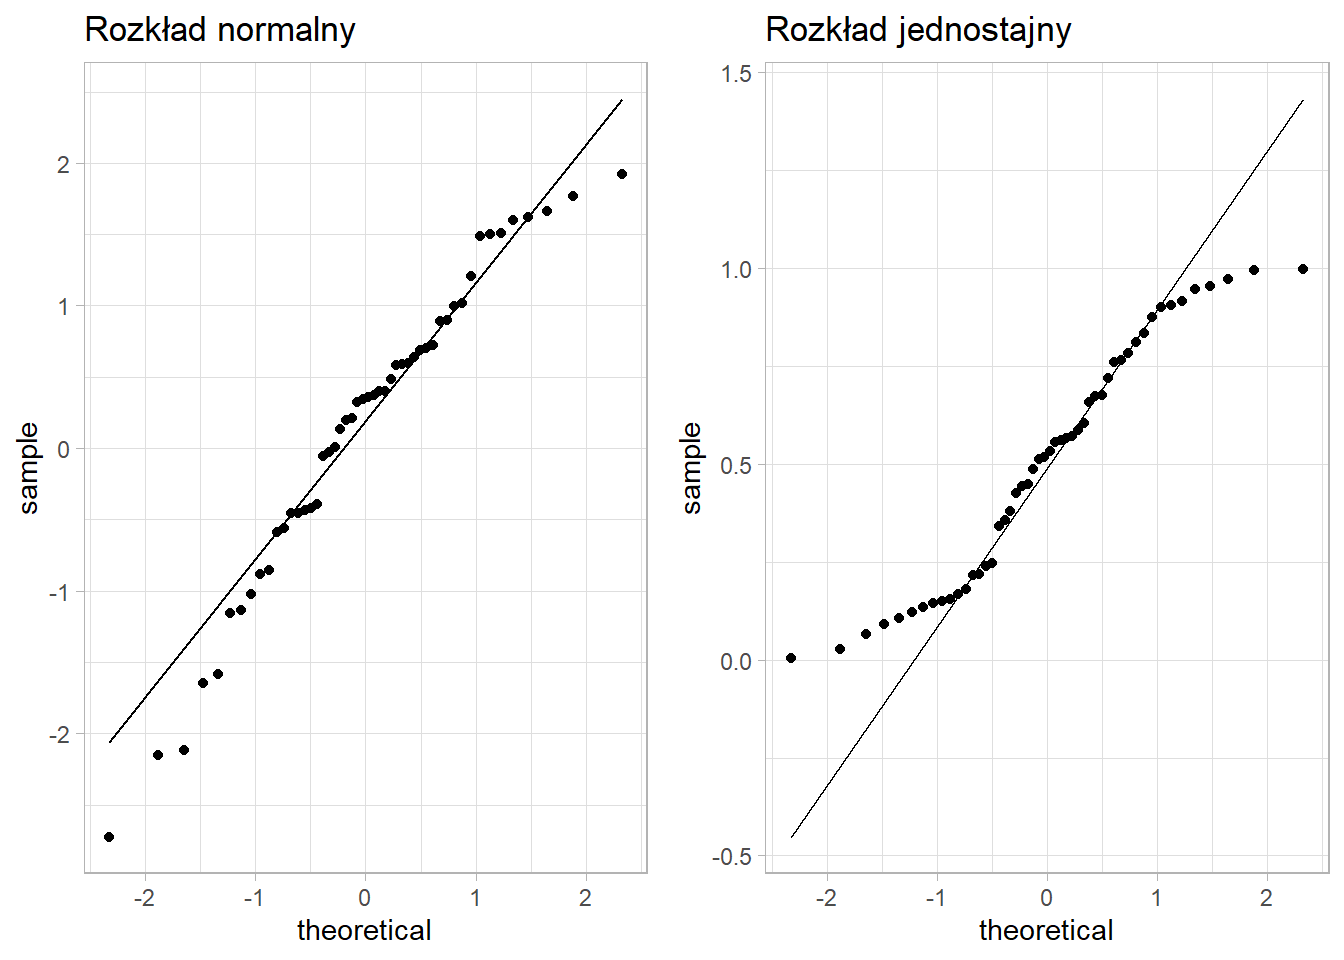 Rozkład normalny
2
1
0
-1
-2
sample
-2 -1 0 1 2
theoretical
Rozkład jednostajny
1.5
1.0
0.5
0.0
-0.5
sample
-2 -1 0 1 2
theoretical